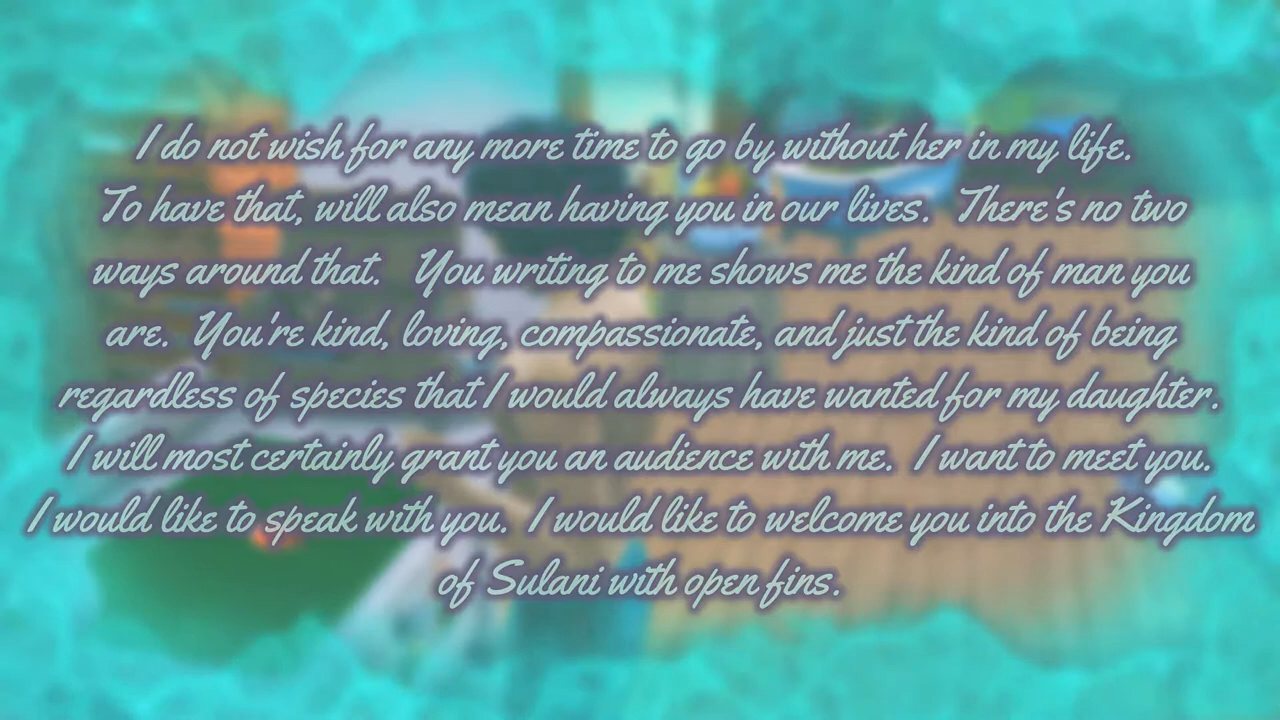 I do not wish for any more time to go by without her in my life.
To have that, will also mean having you in our lives. There's no two
ways around that. You writing to me shows me the kind of man you
are. You're kind, loving, compassionate, and just the kind of being
regardless of species that I would always have wanted for my daughter.
I will most certainly grant you an audience with me. I want to meet you.
I would like to speak with you. I would like to welcome you into the Kingdom
of Sulani with open fins.